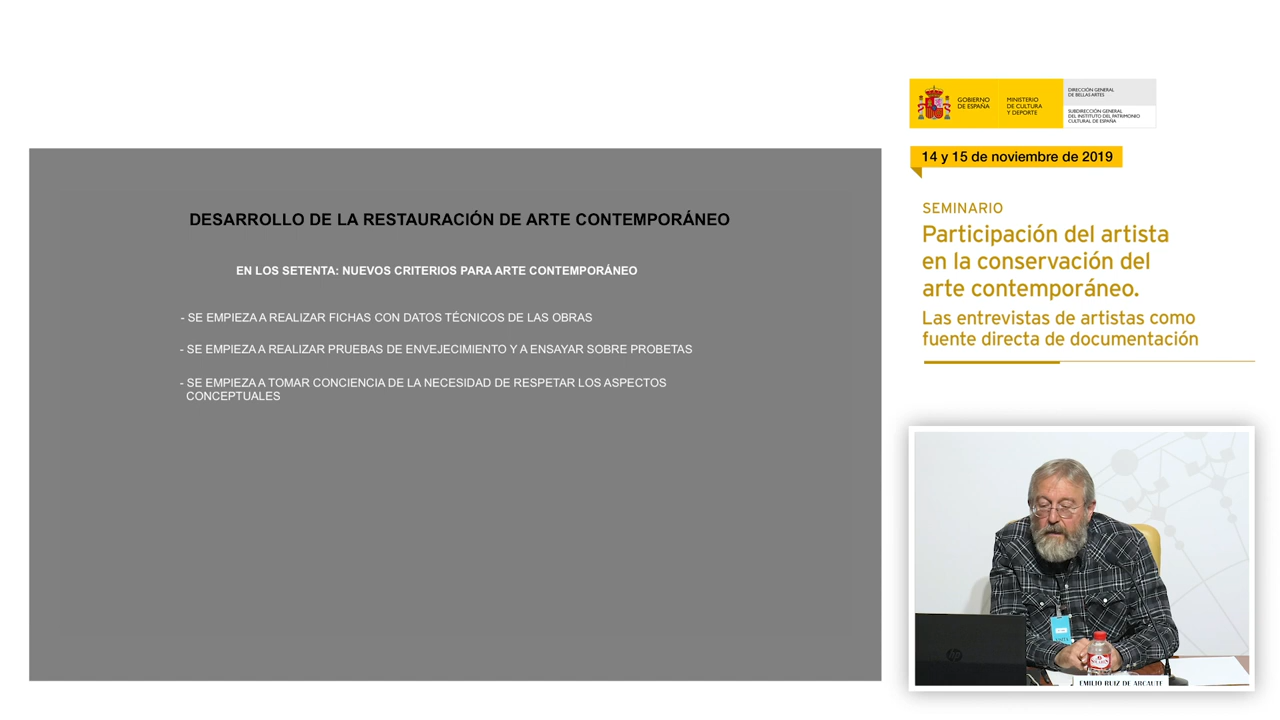 DESARROLLO DE LA RESTAURACIÓN DE ARTE CONTEMPORÁNEO
EN LOS SETENTA: NUEVOS CRITERIOS PARA ARTE CONTEMPORÁNEO
- SE EMPIEZA A REALIZAR FICHAS CON DATOS TÉCNICOS DE LAS OBRAS
- SE EMPIEZA A REALIZAR PRUEBAS DE ENVEJECIMIENTO Y A ENSAYAR SOBRE PROBETAS
- SE EMPIEZA A TOMAR CONCIENCIA DE LA NECESIDAD DE RESPETAR LOS ASPECTOS
CONCEPTUALES
GOBIERNO
DE ESPAÑA
MINISTERIO
DE CULTURA
Y DEPORTE
DIRECCIÓN GENERAL
DE BELLAS ARTES
SUBDIRECCIÓN GENERAL
DEL INSTITUTO DEL PATRIMONIO
CULTURAL DE ESPAÑA
14 y 15 de noviembre de 2019
SEMINARIO
Participación del artista
en la conservación del
arte contemporáneo.
Las entrevistas de artistas como
fuente directa de documentación
hp
EMILIO RUIZ DE ARCAUTE